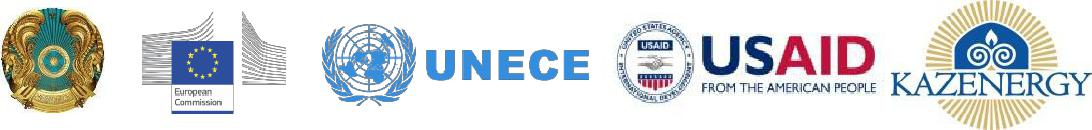 European
Commission
UNECE
UNITED STATES AGENCY
INTERNATIONAL DEVELOPMENT
USAID
USAID
FROM THE AMERICAN PEOPLE
KAZENERGY